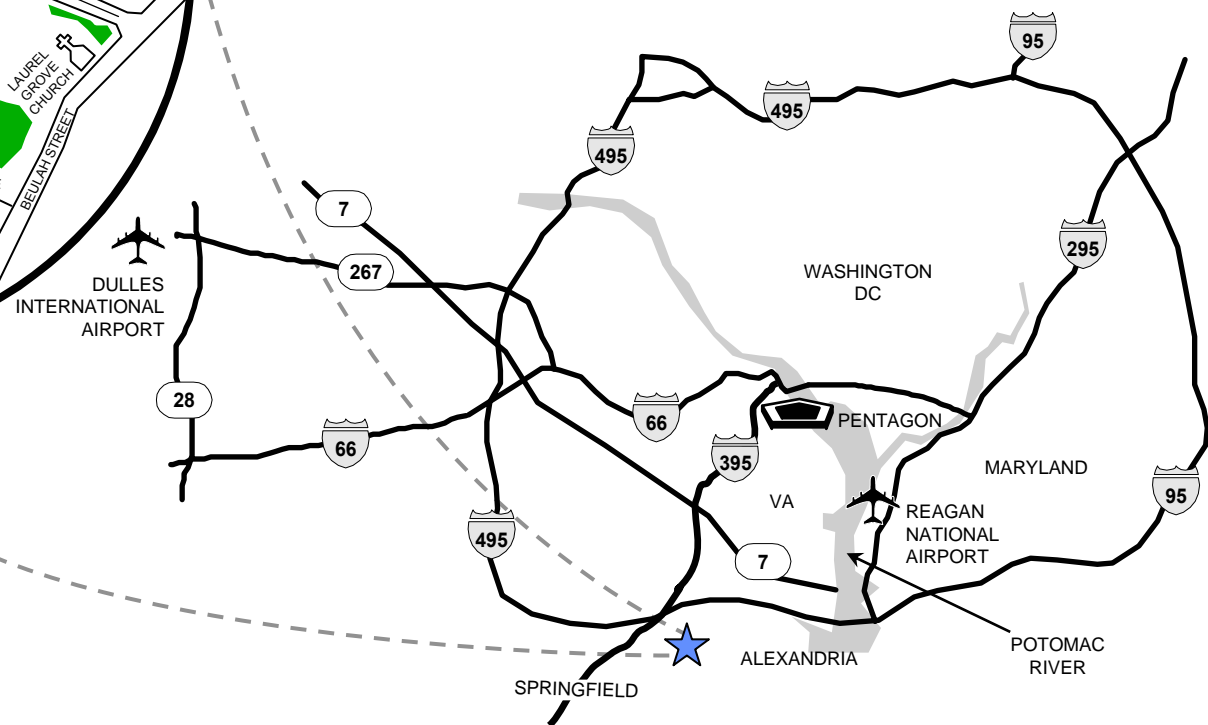 LAUREL
GROVE
CHURCH
BEULAH STREET
95
495
495
7
295
267
WASHINGTON
DC
DULLES
INTERNATIONAL
AIRPORT
28
66
66
PENTAGON
395
MARYLAND
95
VA
REAGAN
NATIONAL
AIRPORT
495
7
POTOMAC
RIVER
ALEXANDRIA
SPRINGFIELD